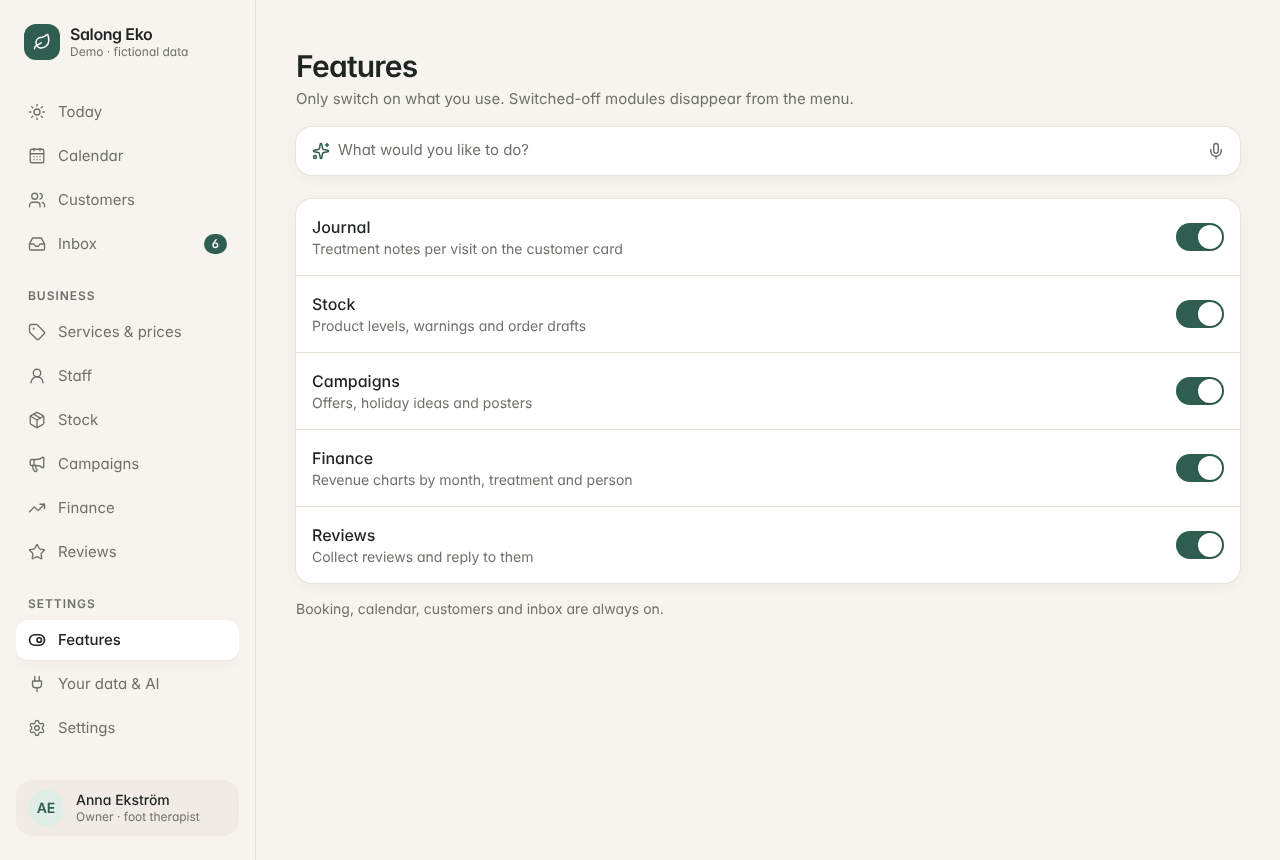 Salong Eko
Demo · fictional data
Today
Calendar
Customers
Inbox 6
BUSINESS
Services & prices
Staff
Stock
Campaigns
Finance
Reviews
SETTINGS
Features
Your data & AI
Settings
AE
Anna Ekström
Owner · foot therapist
Features
Only switch on what you use. Switched-off modules disappear from the menu.
What would you like to do?
Journal
Treatment notes per visit on the customer card
Stock
Product levels, warnings and order drafts
Campaigns
Offers, holiday ideas and posters
Finance
Revenue charts by month, treatment and person
Reviews
Collect reviews and reply to them
Booking, calendar, customers and inbox are always on.